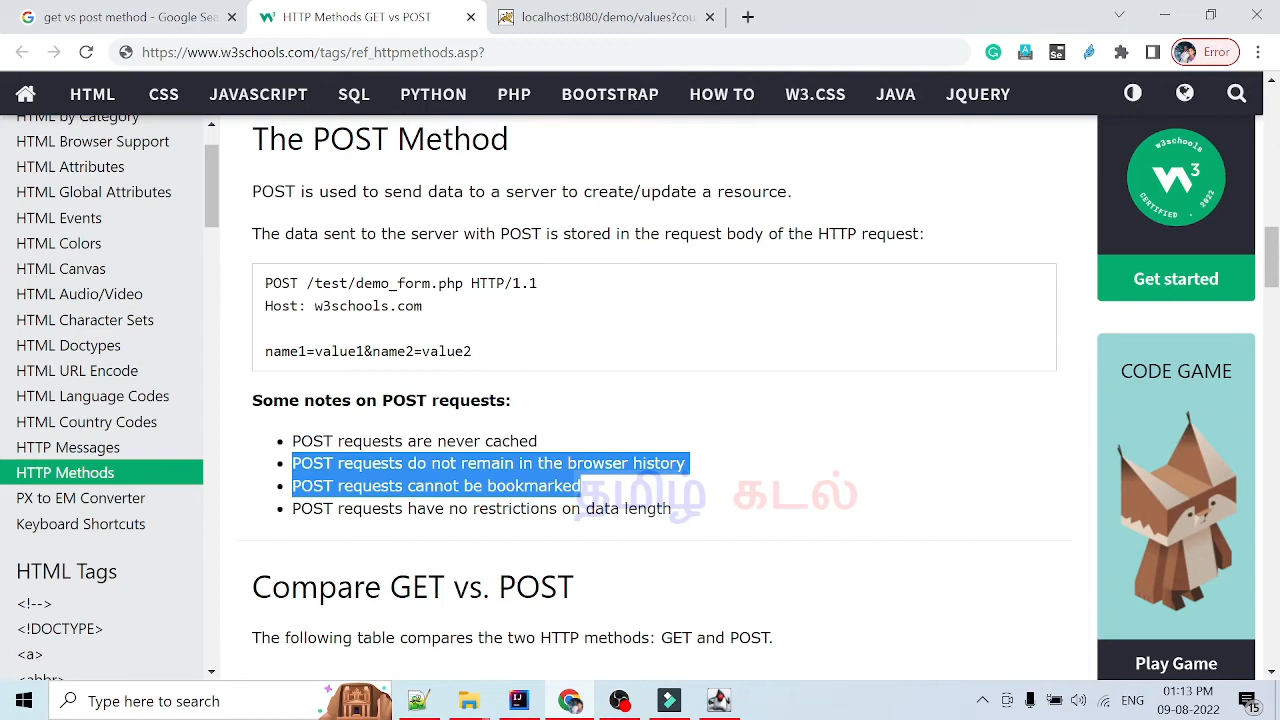 get vs post method - Google Sea
HTTP Methods GET vs POST
localhost:8080/demo/values?cou
https://www.w3schools.com/tags/ref_httpmethods.asp?
Error
HTML CSS JAVASCRIPT SQL PYTHON PHP BOOTSTRAP HOW TO W3.CSS JAVA JQUERY
HTML by Category
HTML Browser Support
HTML Attributes
HTML Global Attributes
HTML Events
HTML Colors
HTML Canvas
HTML Audio/Video
HTML Character Sets
HTML Doctypes
HTML URL Encode
HTML Language Codes
HTML Country Codes
HTTP Messages
HTTP Methods
PX to EM Converter
Keyboard Shortcuts
HTML Tags
<!-->
<!DOCTYPE>
<a>
The POST Method
POST is used to send data to a server to create/update a resource.
The data sent to the server with POST is stored in the request body of the HTTP request:
POST /test/demo_form.php HTTP/1.1
Host: w3schools.com
name1=value1&name2=value2
Some notes on POST requests:
POST requests are never cached
POST requests do not remain in the browser history
POST requests cannot be bookmarked
POST requests have no restrictions on data length
தமிழ் கடல்
Compare GET vs. POST
The following table compares the two HTTP methods: GET and POST.
w3schools
W3
CERTIFIED . 2022
Get started
CODE GAME
Play Game
Type here to search
ENG
01:13 PM
09-08-2022
15